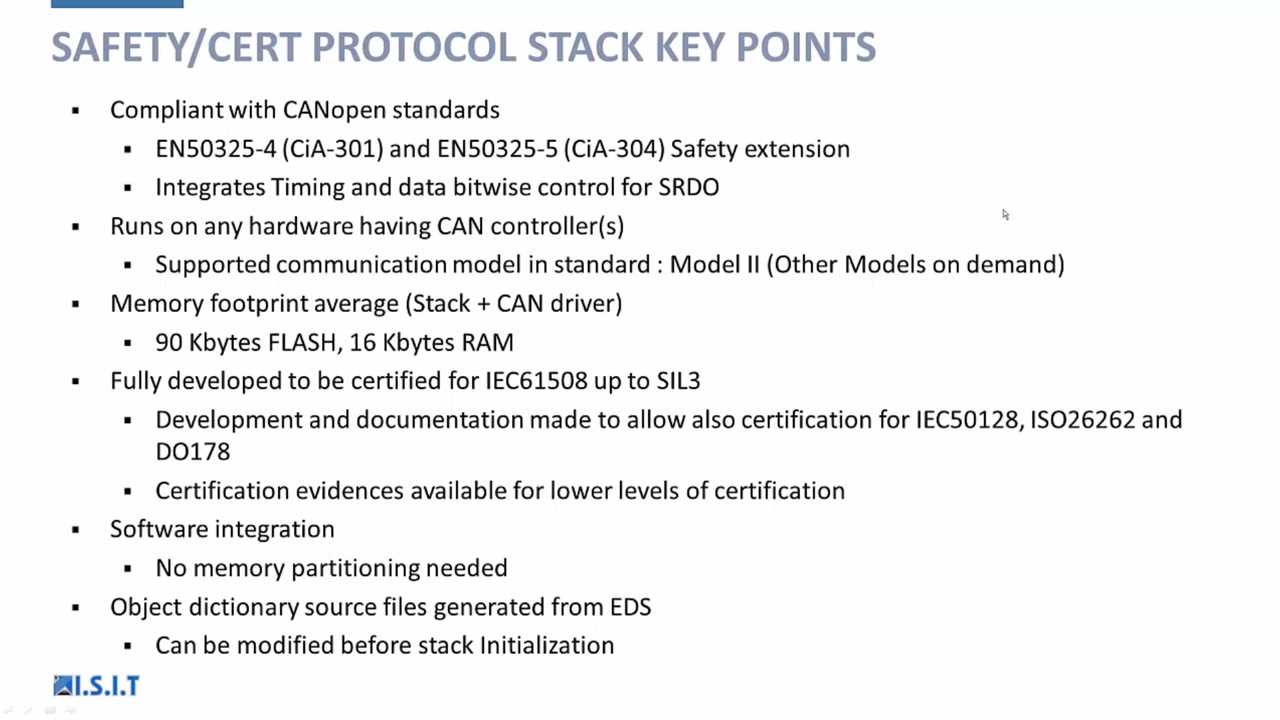 SAFETY/CERT PROTOCOL STACK KEY POINTS
▪ Compliant with CANopen standards
▪ EN50325-4 (CiA-301) and EN50325-5 (CiA-304) Safety extension
▪ Integrates Timing and data bitwise control for SRDO
▪ Runs on any hardware having CAN controller(s)
▪ Supported communication model in standard : Model II (Other Models on demand)
▪ Memory footprint average (Stack + CAN driver)
▪ 90 Kbytes FLASH, 16 Kbytes RAM
▪ Fully developed to be certified for IEC61508 up to SIL3
▪ Development and documentation made to allow also certification for IEC50128, ISO26262 and
DO178
▪ Certification evidences available for lower levels of certification
▪ Software integration
▪ No memory partitioning needed
▪ Object dictionary source files generated from EDS
▪ Can be modified before stack Initialization
I.S.I.T